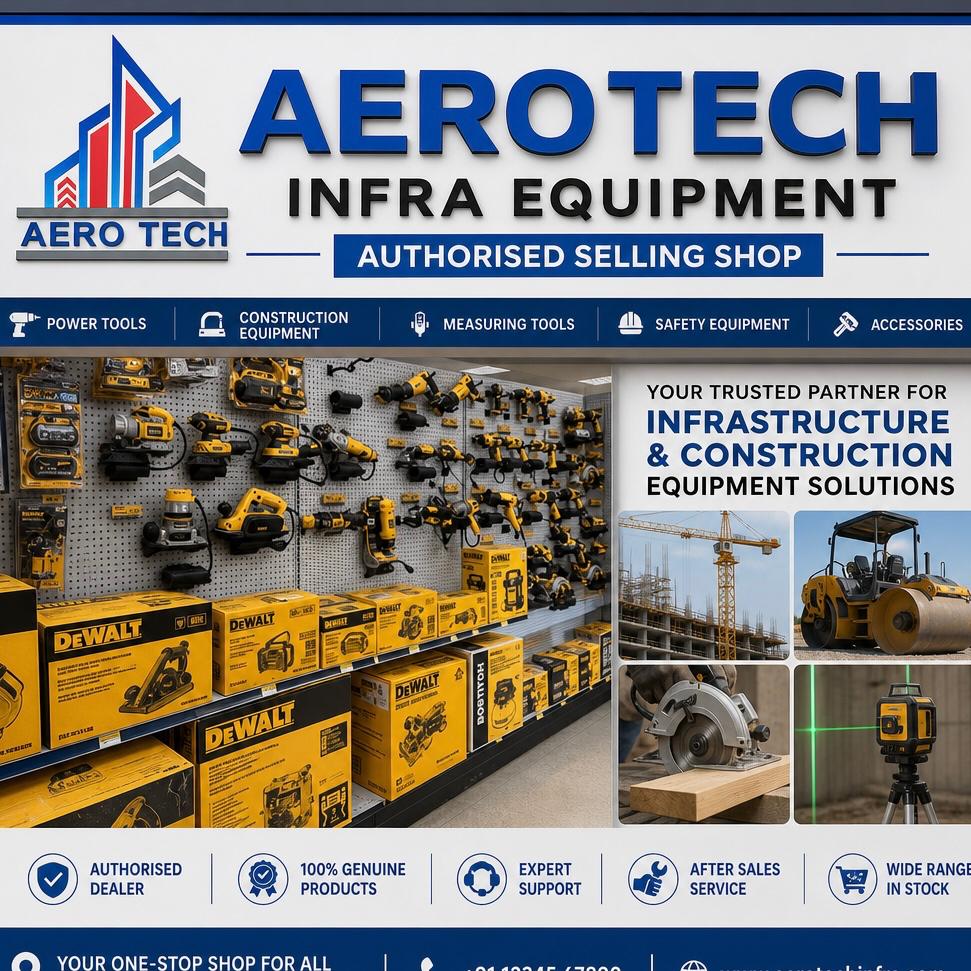 AEROTECH
INFRA EQUIPMENT
AERO TECH
AUTHORISED SELLING SHOP
POWER TOOLS
CONSTRUCTION
EQUIPMENT
MEASURING TOOLS
SAFETY EQUIPMENT
ACCESSORIES
YOUR TRUSTED PARTNER FOR
INFRASTRUCTURE
& CONSTRUCTION
EQUIPMENT SOLUTIONS
DEWALT
DEWALT
DEWALT
DEWALT
DEWALT
BOSTITCH
AUTHORISED
DEALER
100% GENUINE
PRODUCTS
EXPERT
SUPPORT
AFTER SALES
SERVICE
WIDE RANGE
IN STOCK
YOUR ONE-STOP SHOP FOR ALL